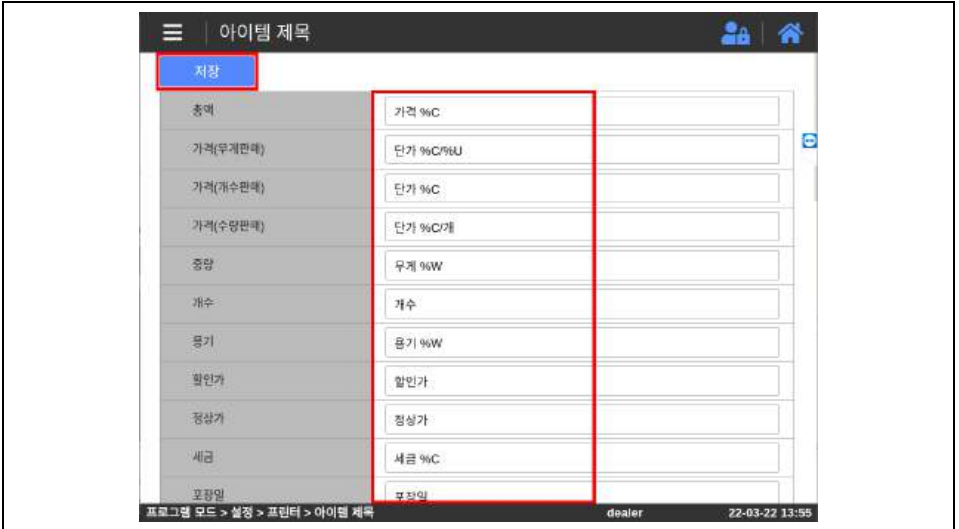 아이템 제목
저장
총액 가격 %C
가격(무게판매) 단가 %C/%U
가격(개수판매) 단가 %C
가격(수량판매) 단가 %C/개
중량 무게 %W
개수 개수
용기 용기 %W
할인가 할인가
정상가 정상가
세금 세금 %C
포장일 포장일
프로그램 모드 > 설정 > 프린터 > 아이템 제목 dealer 22-03-22 13:55